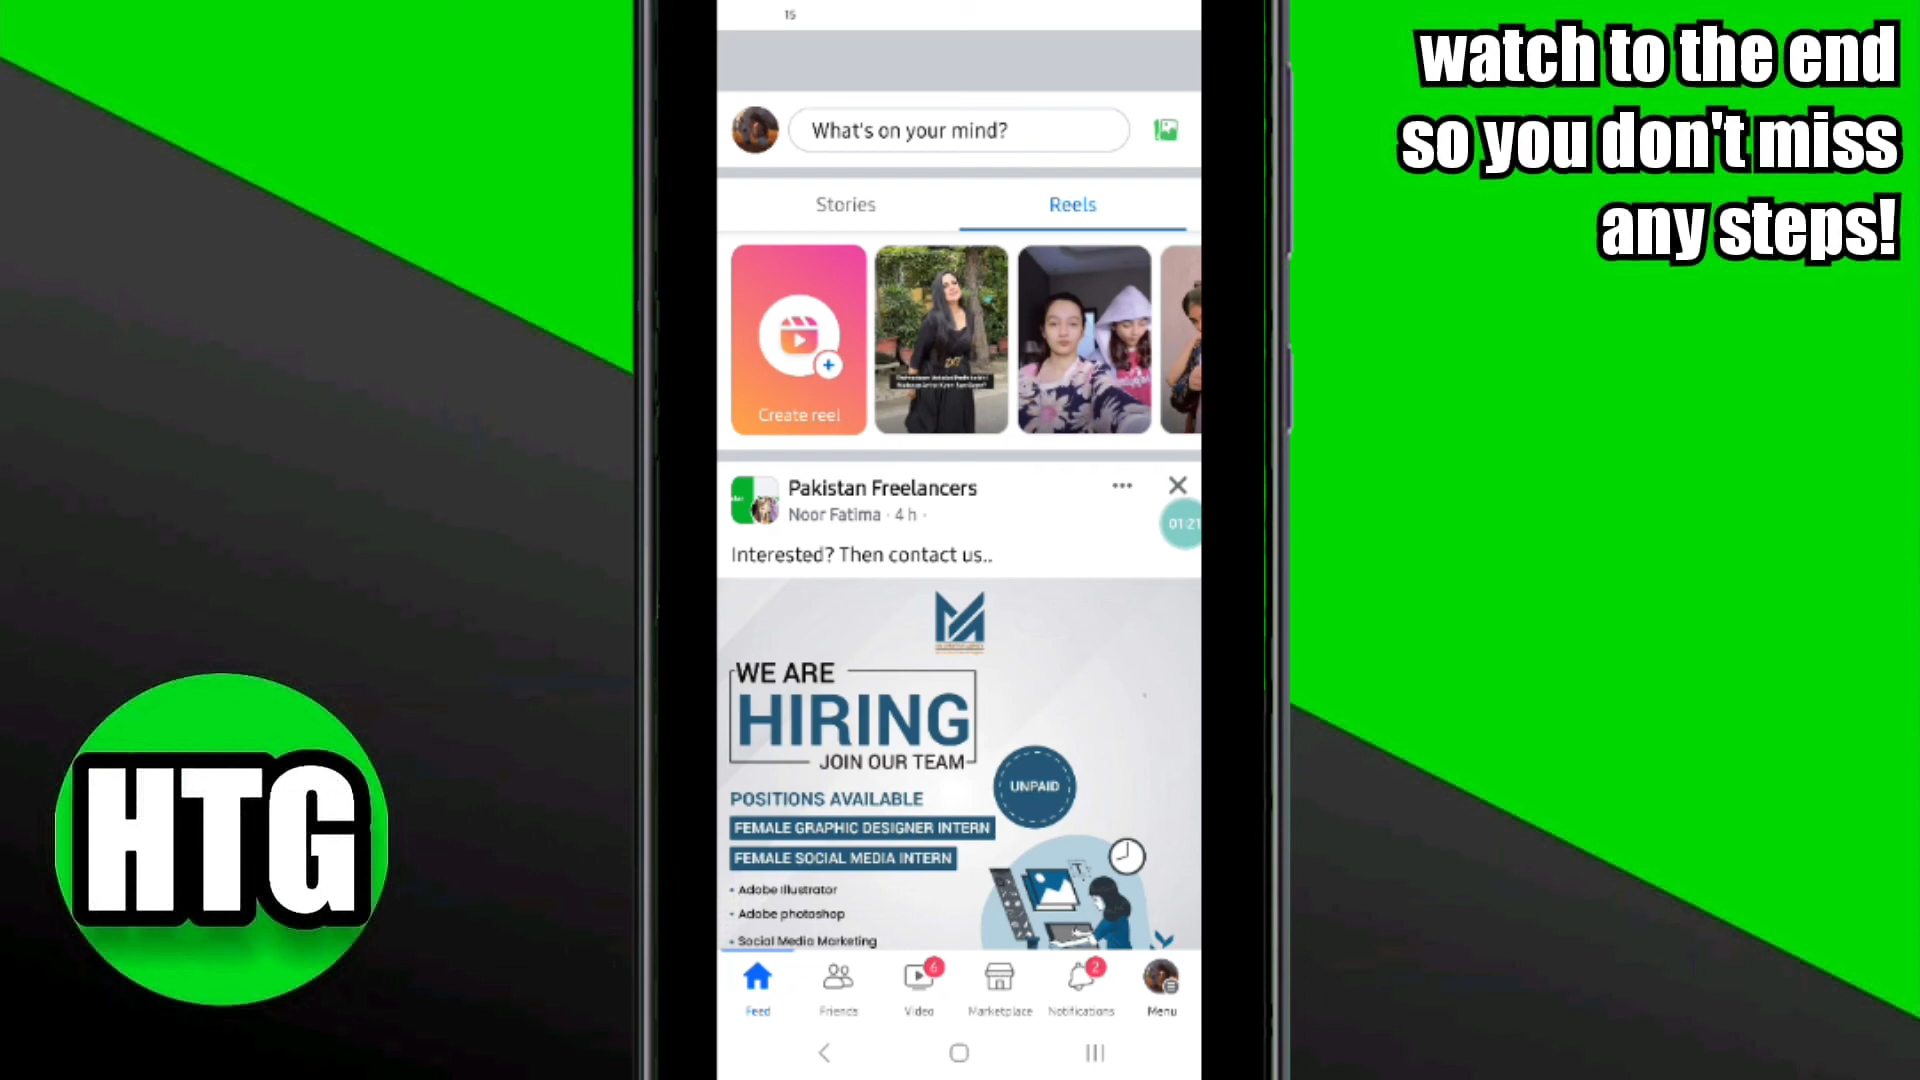 15
watch to the end
so you don't miss
any steps!
What's on your mind?
Stories
Reels
Create reel
Pakistan Freelancers
Noor Fatima · 4 h ·
01:21
Interested? Then contact us..
WE ARE
HIRING
JOIN OUR TEAM
UNPAID
POSITIONS AVAILABLE
FEMALE GRAPHIC DESIGNER INTERN
FEMALE SOCIAL MEDIA INTERN
• Adobe Illustrator
• Adobe photoshop
• Social Media Marketing
HTG
6
2
Feed
Friends
Video
Marketplace
Notifications
Menu